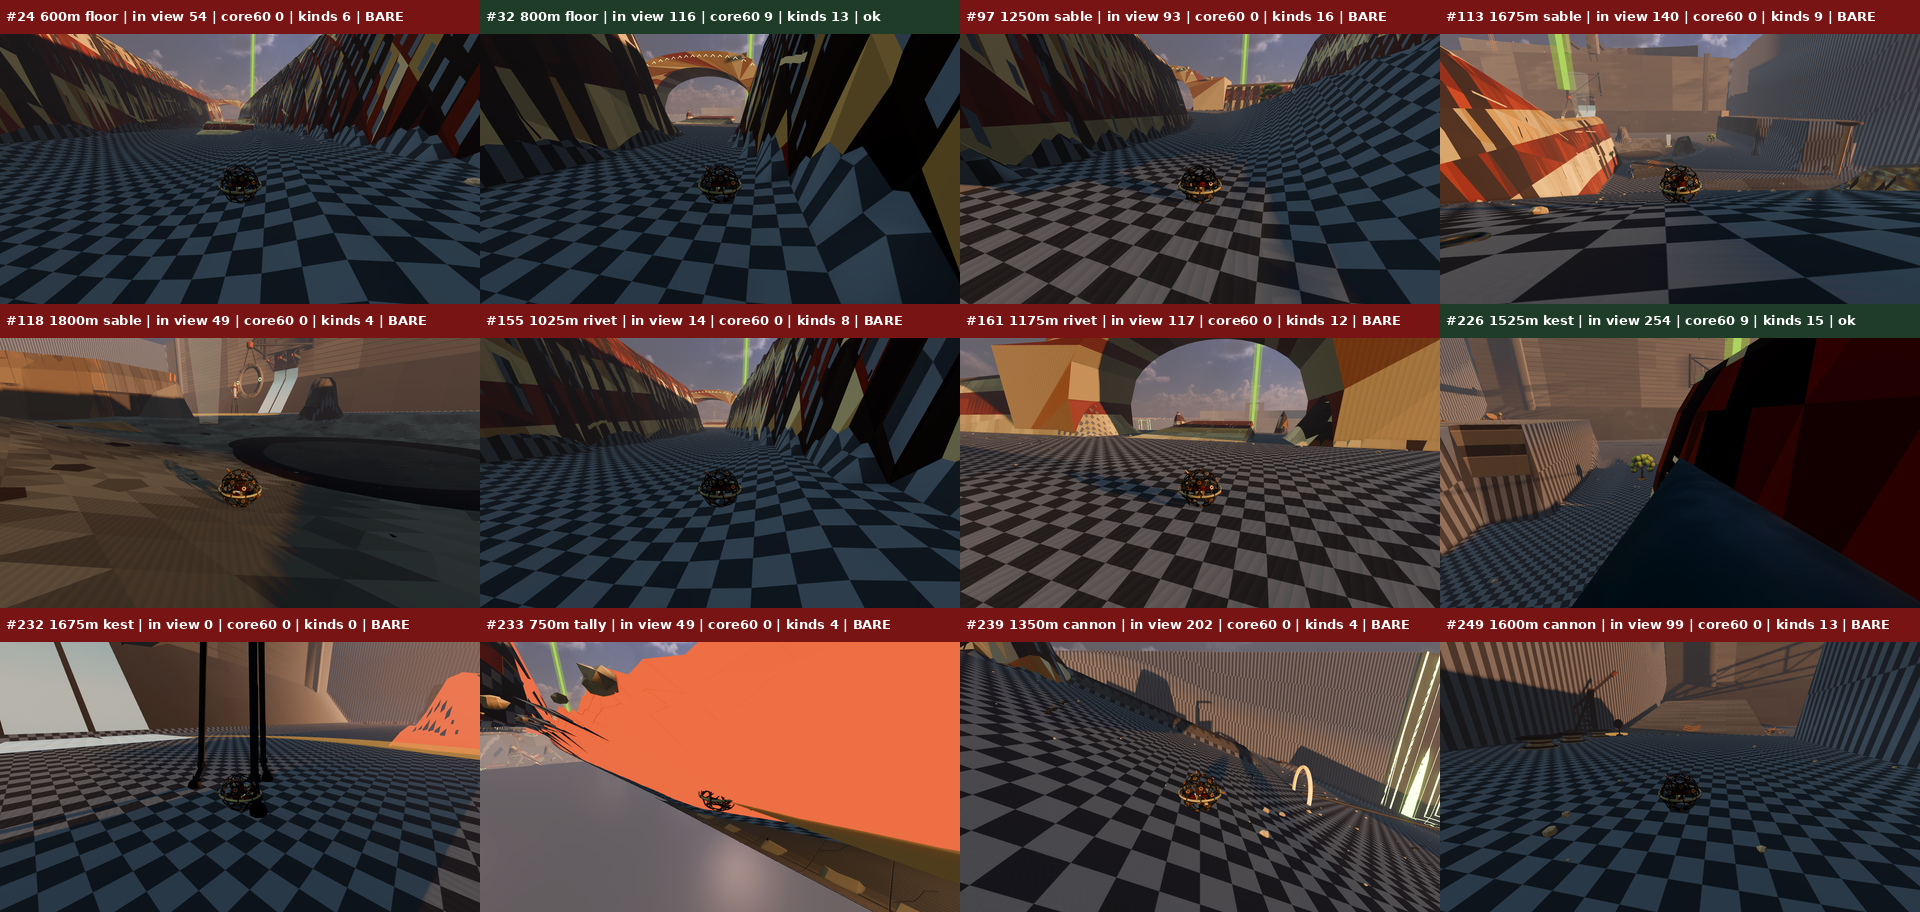 #24 600m floor | in view 54 | core60 0 | kinds 6 | BARE
#32 800m floor | in view 116 | core60 9 | kinds 13 | ok
#97 1250m sable | in view 93 | core60 0 | kinds 16 | BARE
#113 1675m sable | in view 140 | core60 0 | kinds 9 | BARE
#118 1800m sable | in view 49 | core60 0 | kinds 4 | BARE
#155 1025m rivet | in view 14 | core60 0 | kinds 8 | BARE
#161 1175m rivet | in view 117 | core60 0 | kinds 12 | BARE
#226 1525m kest | in view 254 | core60 9 | kinds 15 | ok
#232 1675m kest | in view 0 | core60 0 | kinds 0 | BARE
#233 750m tally | in view 49 | core60 0 | kinds 4 | BARE
#239 1350m cannon | in view 202 | core60 0 | kinds 4 | BARE
#249 1600m cannon | in view 99 | core60 0 | kinds 13 | BARE